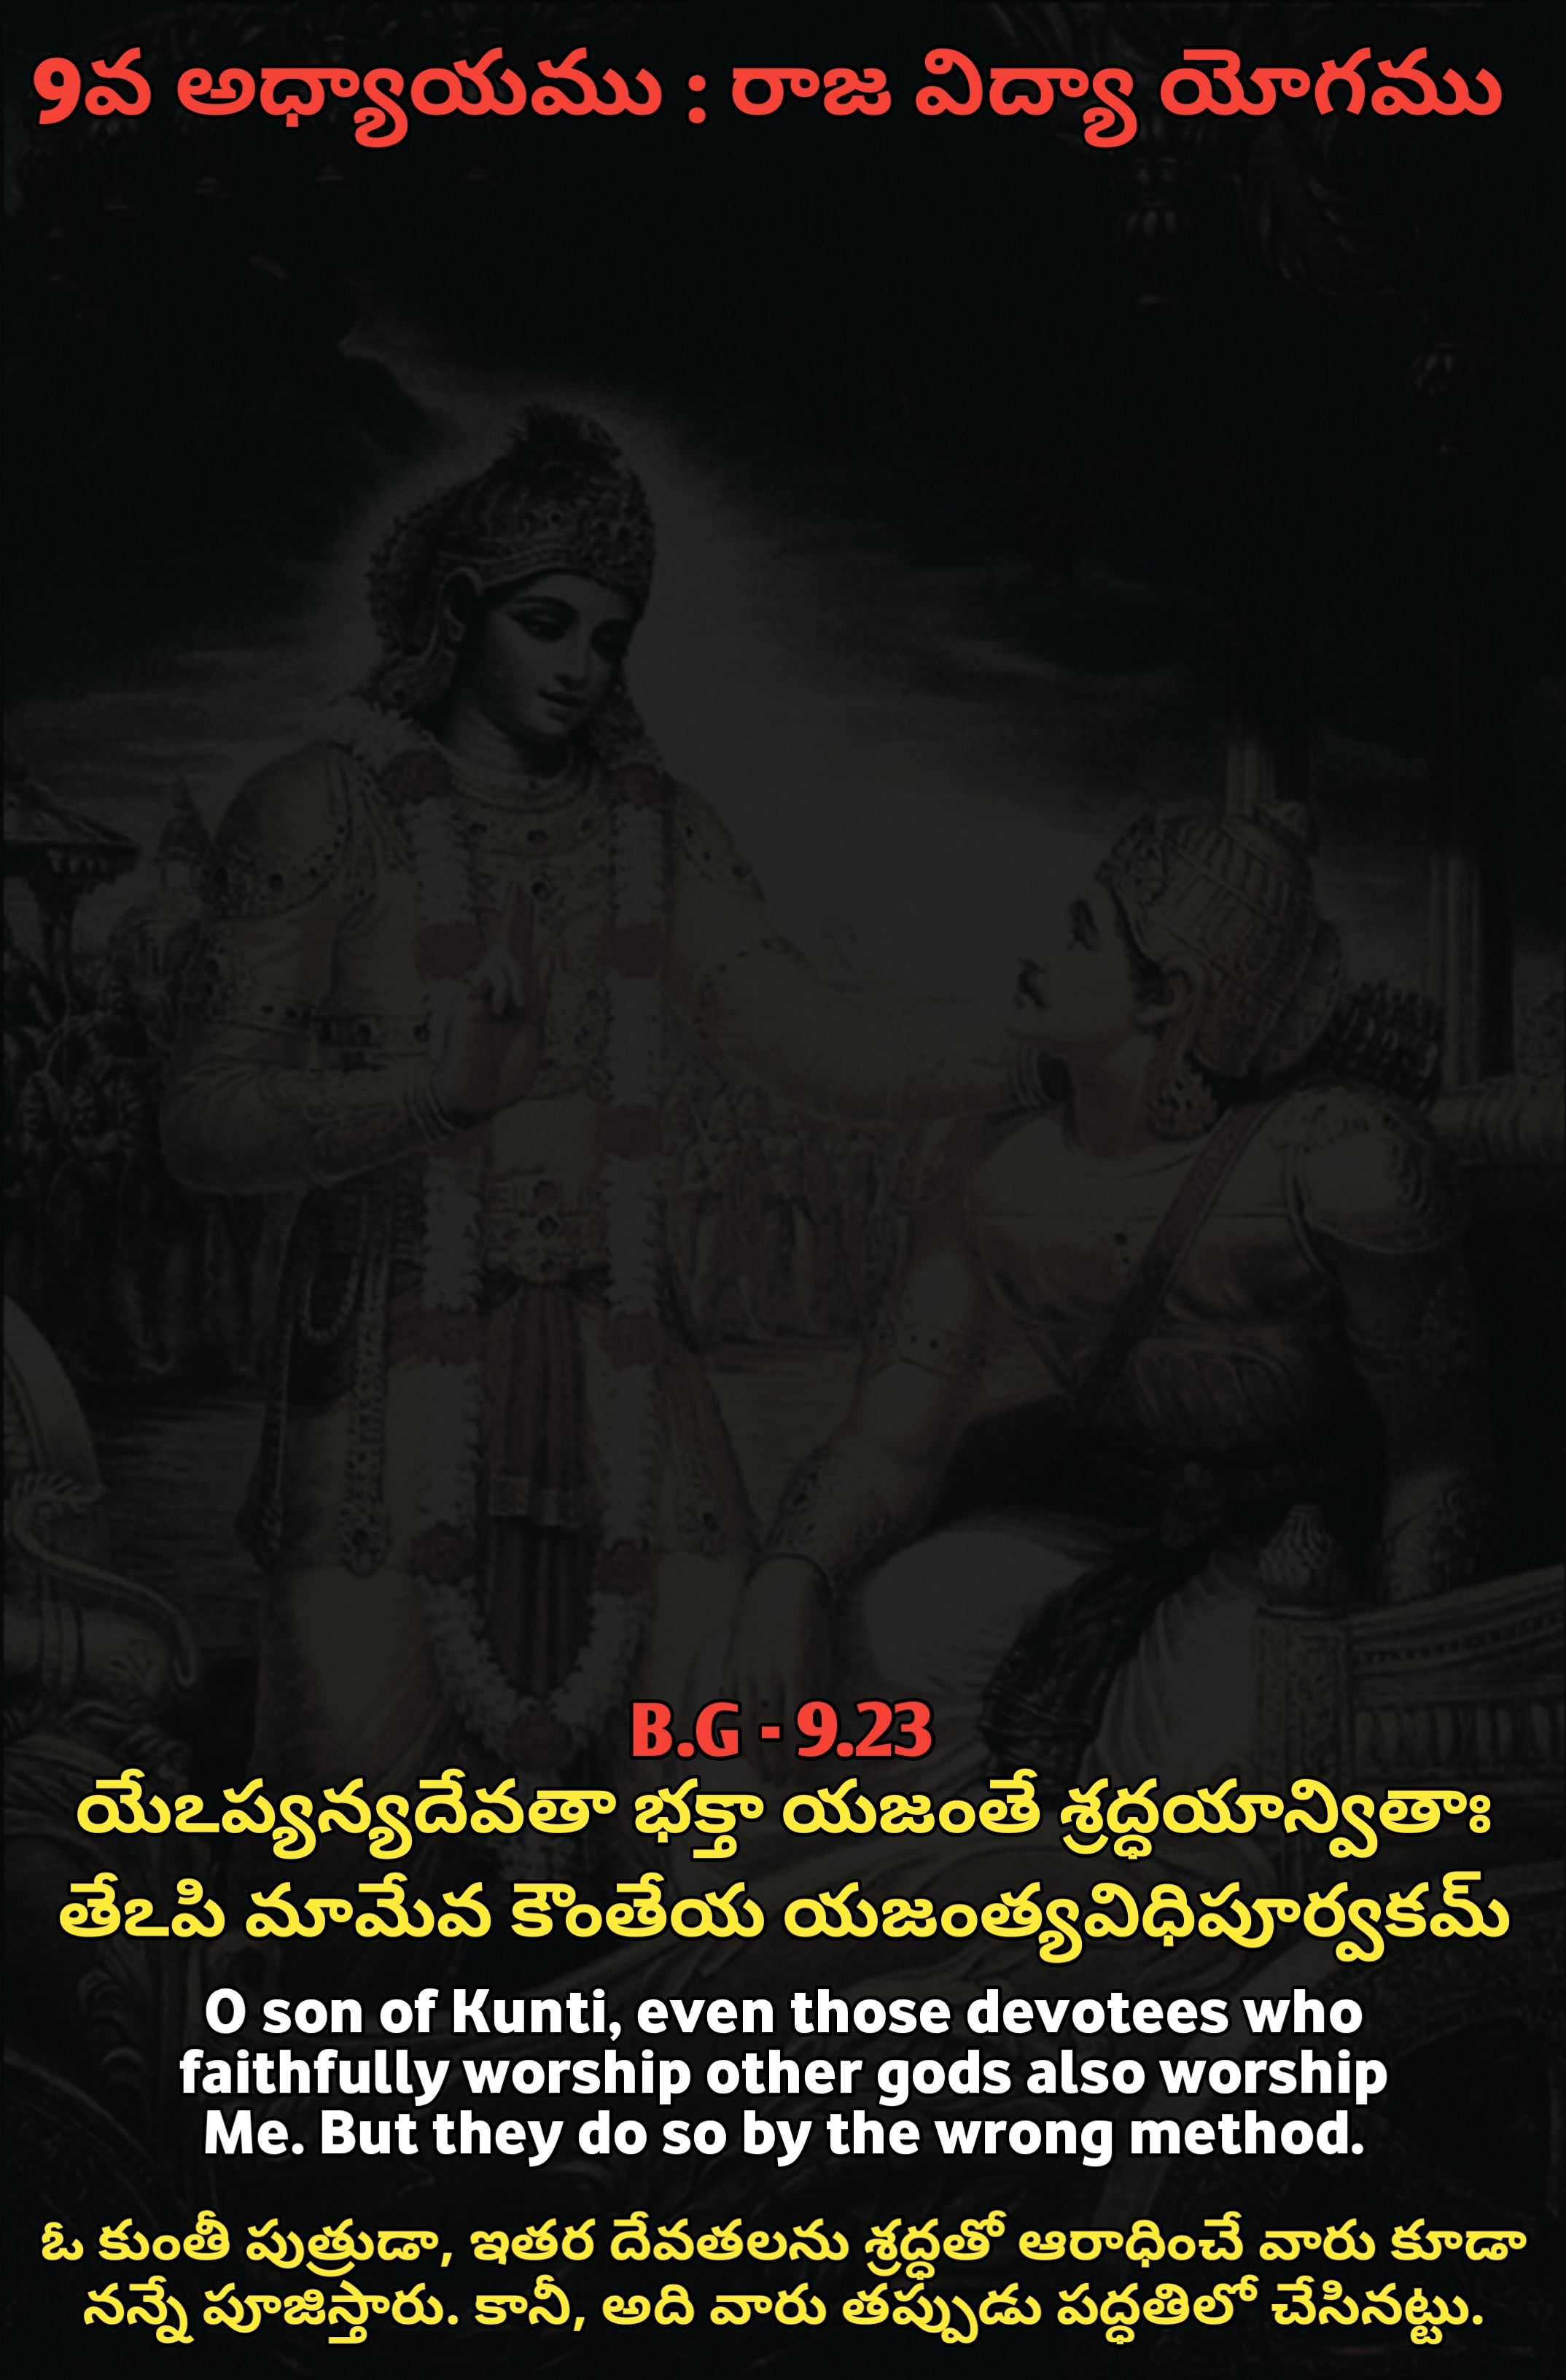 9వ అధ్యాయము : రాజ విద్యా యోగము
B.G - 9.23
యేఽప్యన్యదేవతా భక్తా యజంతే శ్రద్ధయాన్వితాః
తేఽపి మామేవ కౌంతేయ యజంత్యవిధిపూర్వకమ్
O son of Kunti, even those devotees who
faithfully worship other gods also worship
Me. But they do so by the wrong method.
ఓ కుంతీ పుత్రుడా, ఇతర దేవతలను శ్రద్ధతో ఆరాధించే వారు కూడా
నన్నే పూజిస్తారు. కానీ, అది వారు తప్పుడు పద్ధతిలో చేసినట్టు.